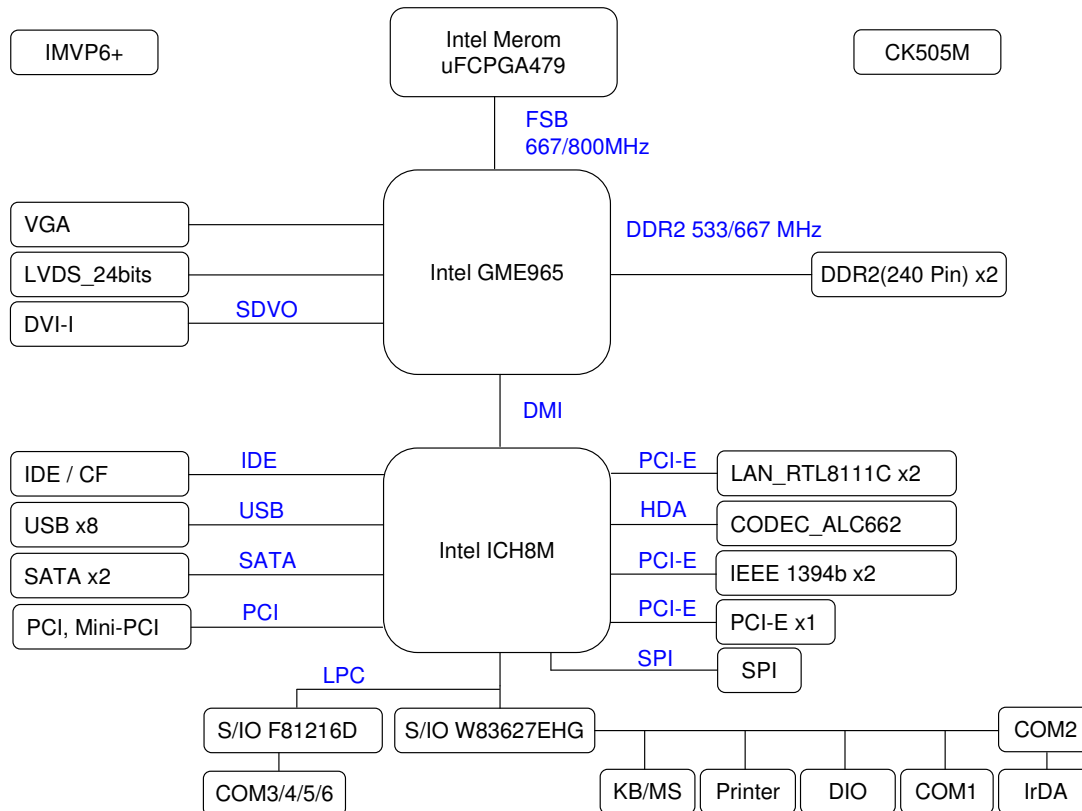 IMVP6+
Intel Merom
uFCPGA479
CK505M
FSB
667/800MHz
VGA
DDR2 533/667 MHz
LVDS_24bits
Intel GME965
DDR2(240 Pin) x2
DVI-I
SDVO
DMI
IDE / CF
IDE
PCI-E
LAN_RTL8111C x2
USB x8
USB
HDA
CODEC_ALC662
Intel ICH8M
SATA x2
SATA
PCI-E
IEEE 1394b x2
PCI, Mini-PCI
PCI
PCI-E
PCI-E x1
LPC
SPI
SPI
S/IO F81216D
S/IO W83627EHG
COM2
COM3/4/5/6
KB/MS
Printer
DIO
COM1
IrDA